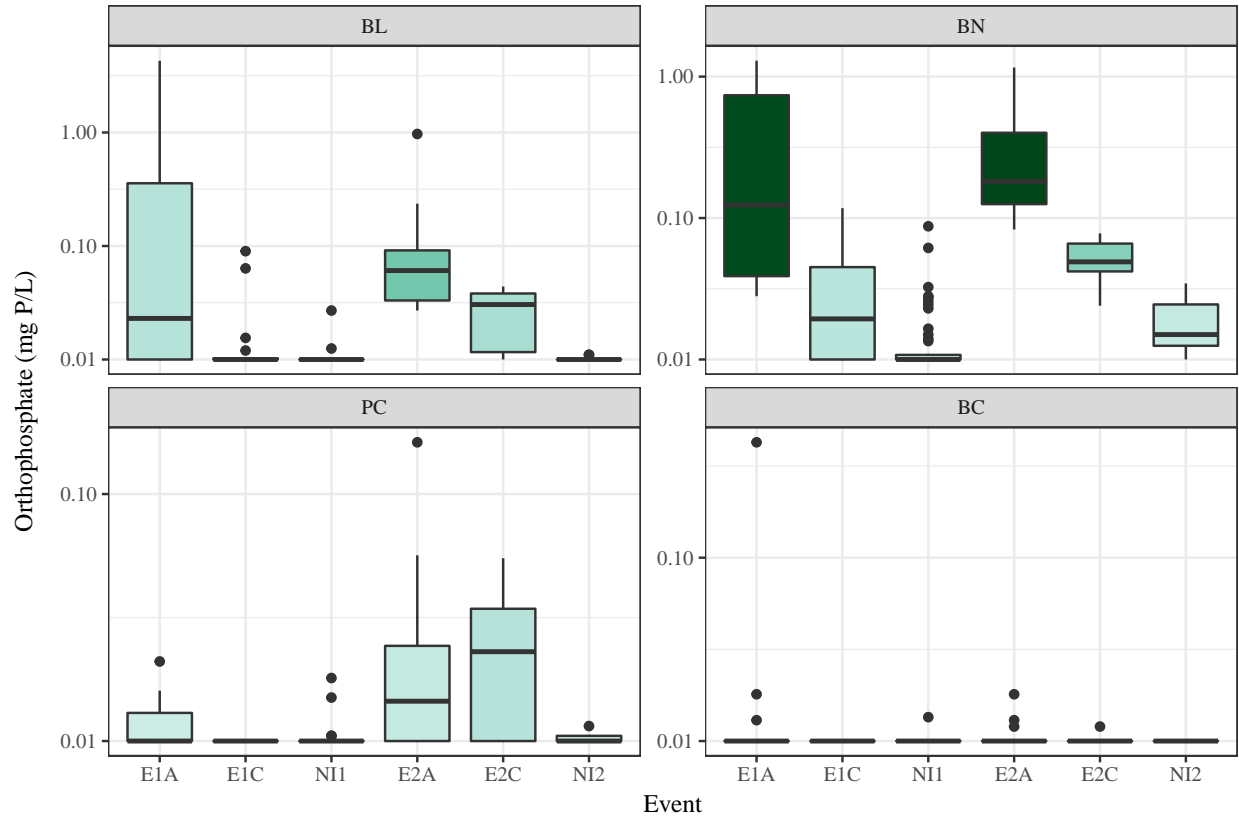 BL
BN
1.00
0.10
0.01
1.00
0.10
0.01
PC
BC
0.10
0.01
0.10
0.01
E1A E1C NI1 E2A E2C NI2
E1A E1C NI1 E2A E2C NI2
Event
Orthophosphate (mg P/L)